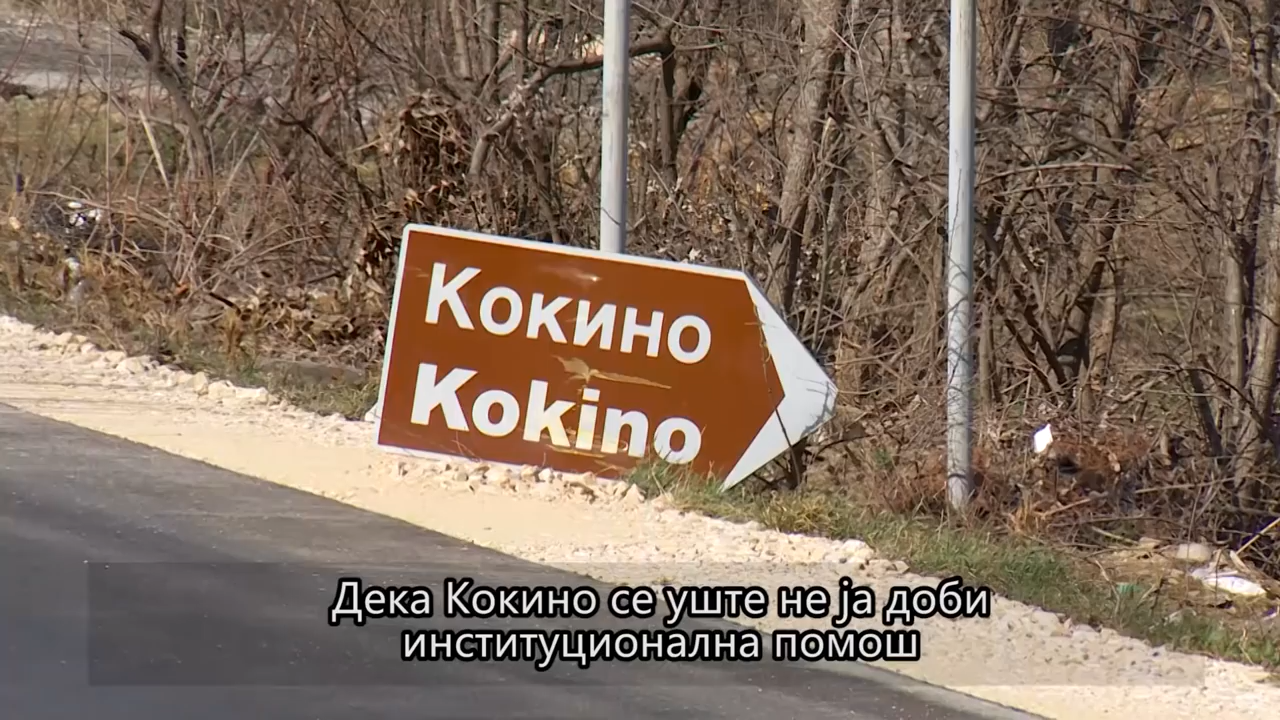 Кокино
Kokino
Дека Кокино се уште не ја доби
институционална помош